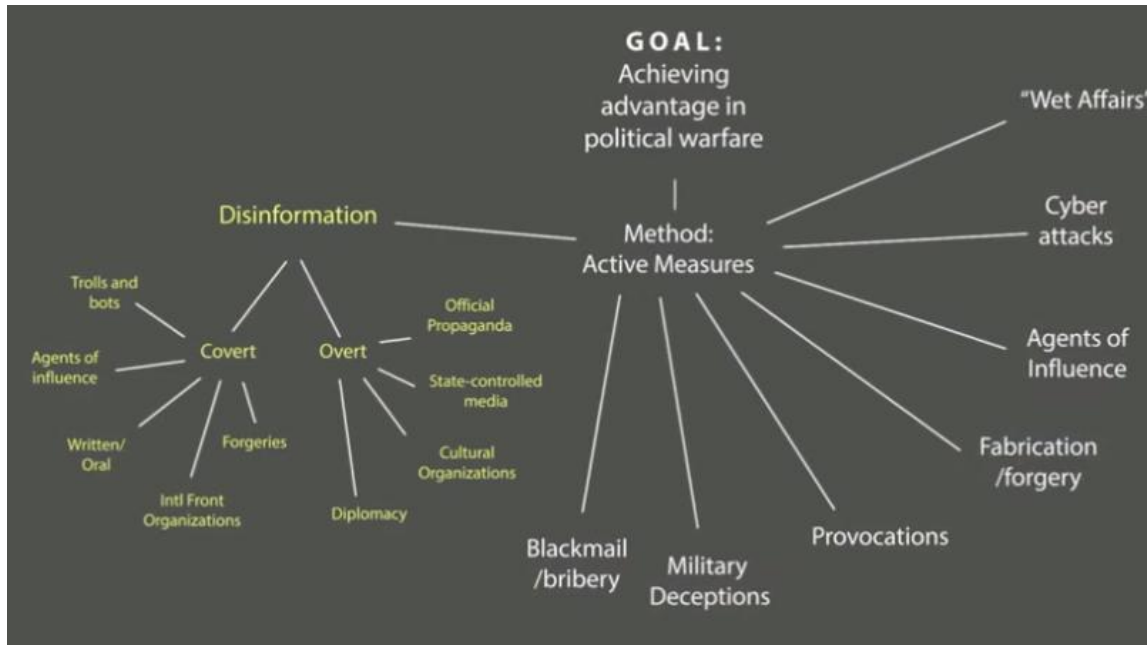 GOAL:
Achieving
advantage in
political warfare
"Wet Affairs"
Disinformation
Method:
Active Measures
Cyber
attacks
Trolls and
bots
Official
Propaganda
Covert
Overt
Agents of
influence
State-controlled
media
Agents of
Influence
Written/
Oral
Forgeries
Cultural
Organizations
Fabrication
/forgery
Intl Front
Organizations
Diplomacy
Provocations
Blackmail
/bribery
Military
Deceptions